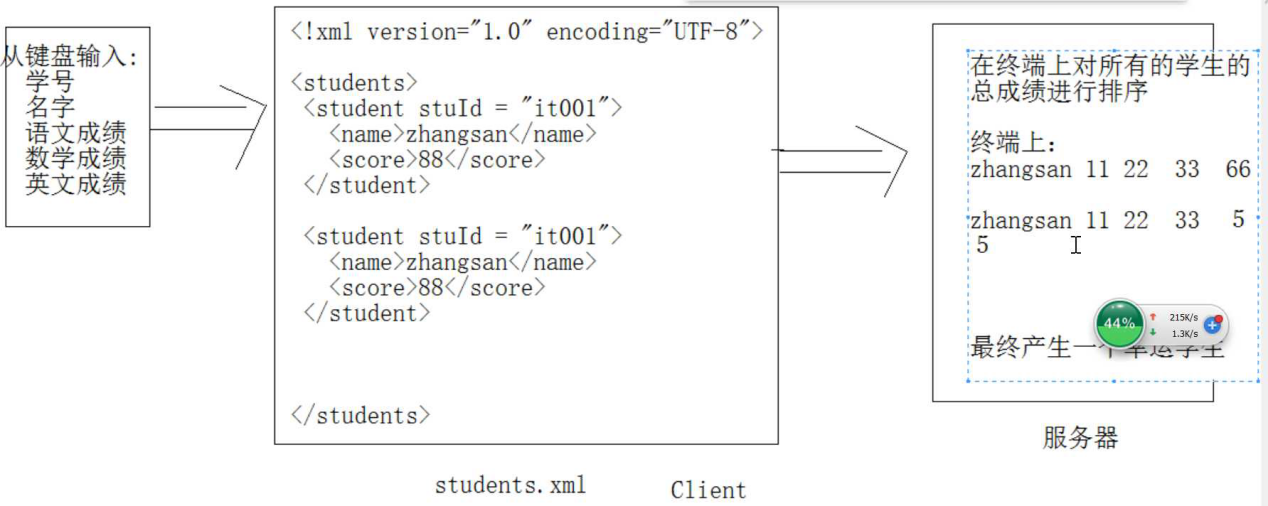 从键盘输入:
学号
名字
语文成绩
数学成绩
英文成绩
<!xml version="1.0" encoding="UTF-8">
<students>
<student stuId = "it001">
<name>zhangsan</name>
<score>88</score>
</student>
<student stuId = "it001">
<name>zhangsan</name>
<score>88</score>
</student>
</students>
students.xml
Client
在终端上对所有的学生的
总成绩进行排序
终端上:
zhangsan 11 22 33 66
zhangsan 11 22 33 5
5
44%
215K/s
1.3K/s
最终产生一个幸运学生
服务器